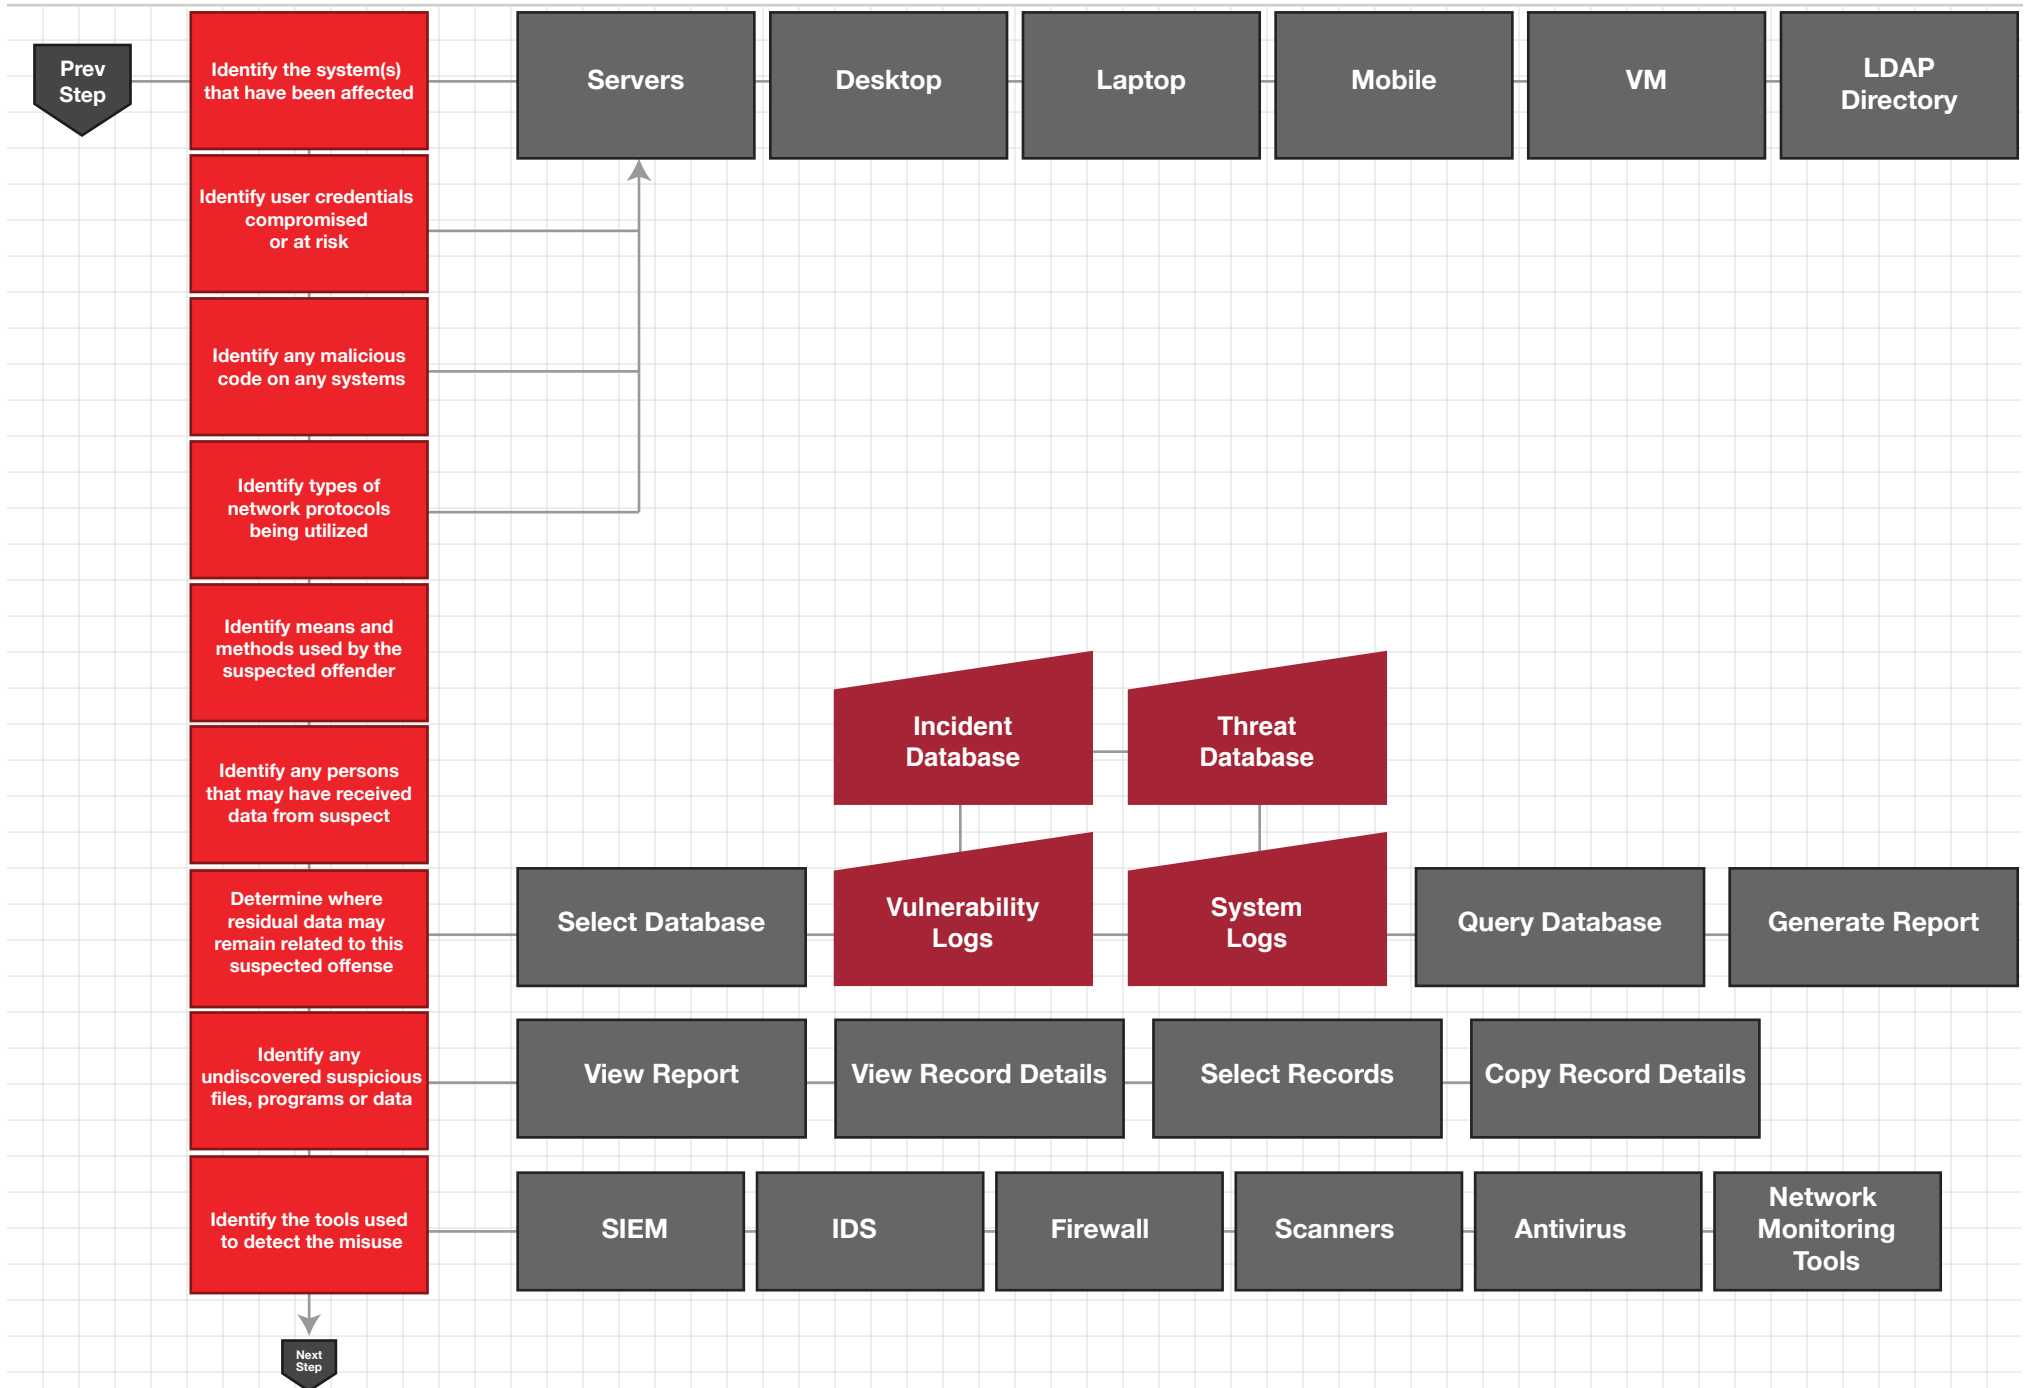 Prev
Step
Identify the system(s)
that have been affected
Servers
Desktop
Laptop
Mobile
VM
LDAP
Directory
Identify user credentials
compromised
or at risk
Identify any malicious
code on any systems
Identify types of
network protocols
being utilized
Identify means and
methods used by the
suspected offender
Identify any persons
that may have received
data from suspect
Incident
Database
Threat
Database
Determine where
residual data may
remain related to this
suspected offense
Select Database
Vulnerability
Logs
System
Logs
Query Database
Generate Report
Identify any
undiscovered suspicious
files, programs or data
View Report
View Record Details
Select Records
Copy Record Details
Identify the tools used
to detect the misuse
SIEM
IDS
Firewall
Scanners
Antivirus
Network
Monitoring
Tools
Next
Step